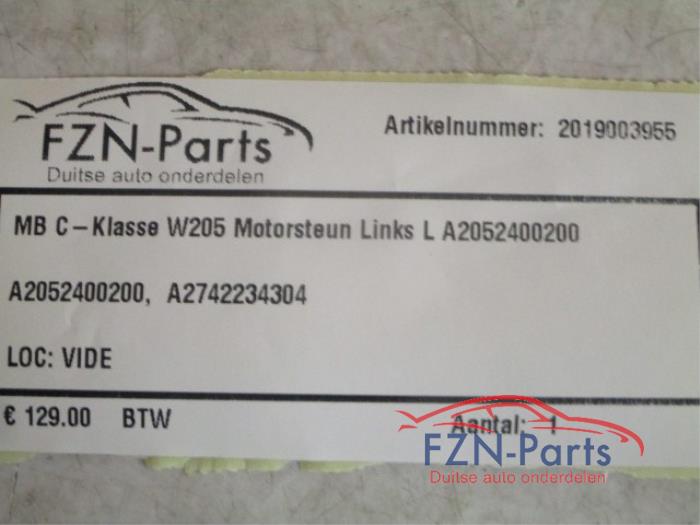 FZN-Parts
Duitse auto onderdelen
Artikelnummer: 2019003955
MB C-Klasse W205 Motorsteun Links L A2052400200
A2052400200, A2742234304
LOC: VIDE
€ 129.00 BTW
Aantal: 1
FZN-Parts
Duitse auto onderdelen